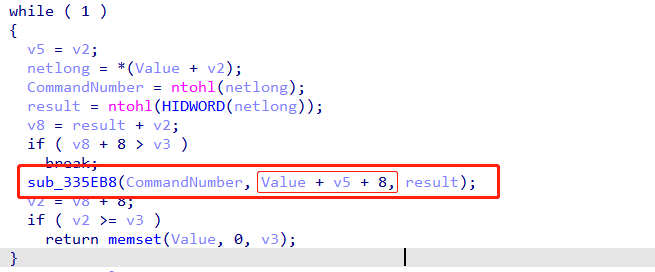 while ( 1 )
{
v5 = v2;
netlong = *(Value + v2);
CommandNumber = ntohl(netlong);
result = ntohl(HIDWORD(netlong));
v8 = result + v2;
if ( v8 + 8 > v3 )
break;
sub_335EB8(CommandNumber, Value + v5 + 8, result);
v2 = v8 + 8;
if ( v2 >= v3 )
return memset(Value, 0, v3);
}